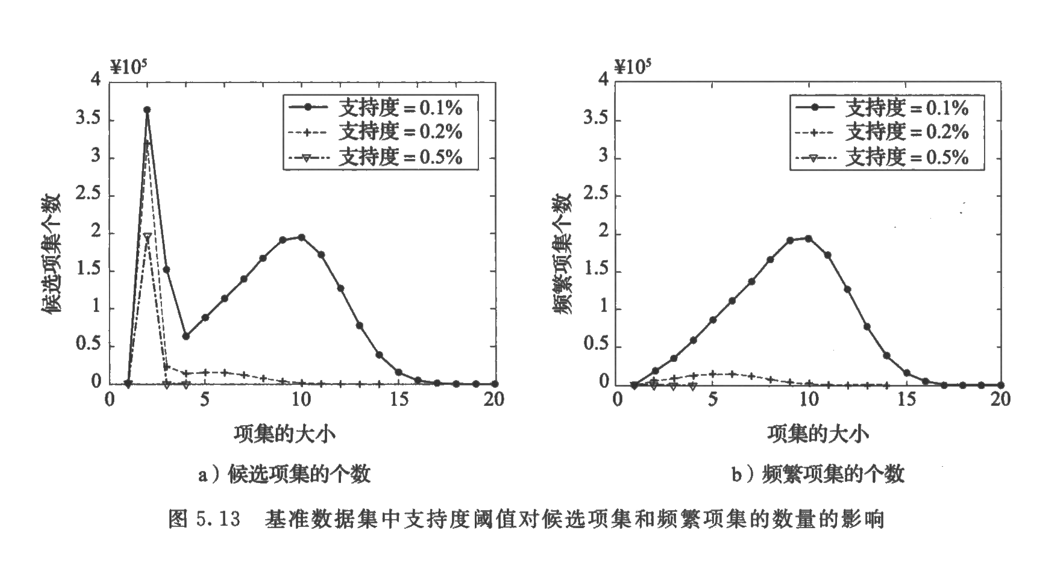 ¥10⁵
4
3.5
3
2.5
2
1.5
1
0.5
0
候选项集个数
支持度=0.1%
支持度=0.2%
支持度=0.5%
0 5 10 15 20
项集的大小
a)候选项集的个数
¥10⁵
4
3.5
3
2.5
2
1.5
1
0.5
0
频繁项集个数
支持度=0.1%
支持度=0.2%
支持度=0.5%
0 5 10 15 20
项集的大小
b)频繁项集的个数
图 5.13 基准数据集中支持度阈值对候选项集和频繁项集的数量的影响